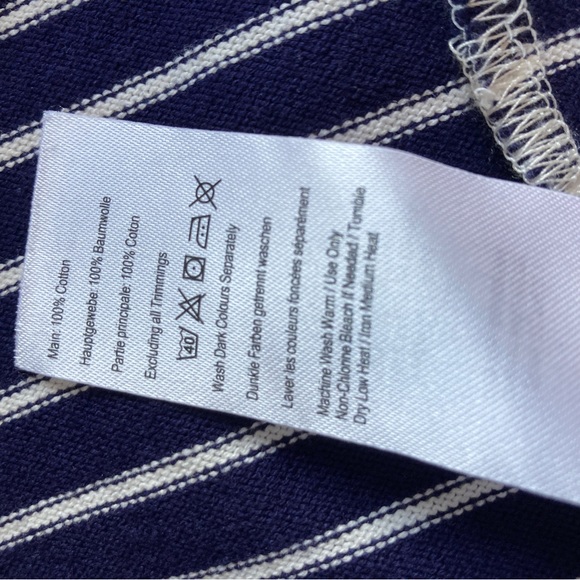 Main: 100% Cotton
Hauptgewebe: 100% Baumwolle
Partie principale: 100% Coton
Excluding all Trimmings
40
Wash Dark Colours Separately
Dunkle Farben getrennt waschen
Laver les couleurs foncées séparément
Machine Wash Warm / Use Only
Non-Chlorine Beach If Needed / Tumble
Dry Low Heat / Iron Medium Heat